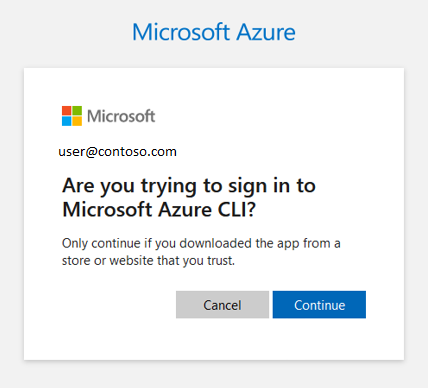 Microsoft Azure
Microsoft
user@contoso.com
Are you trying to sign in to
Microsoft Azure CLI?
Only continue if you downloaded the app from a
store or website that you trust.
Cancel
Continue